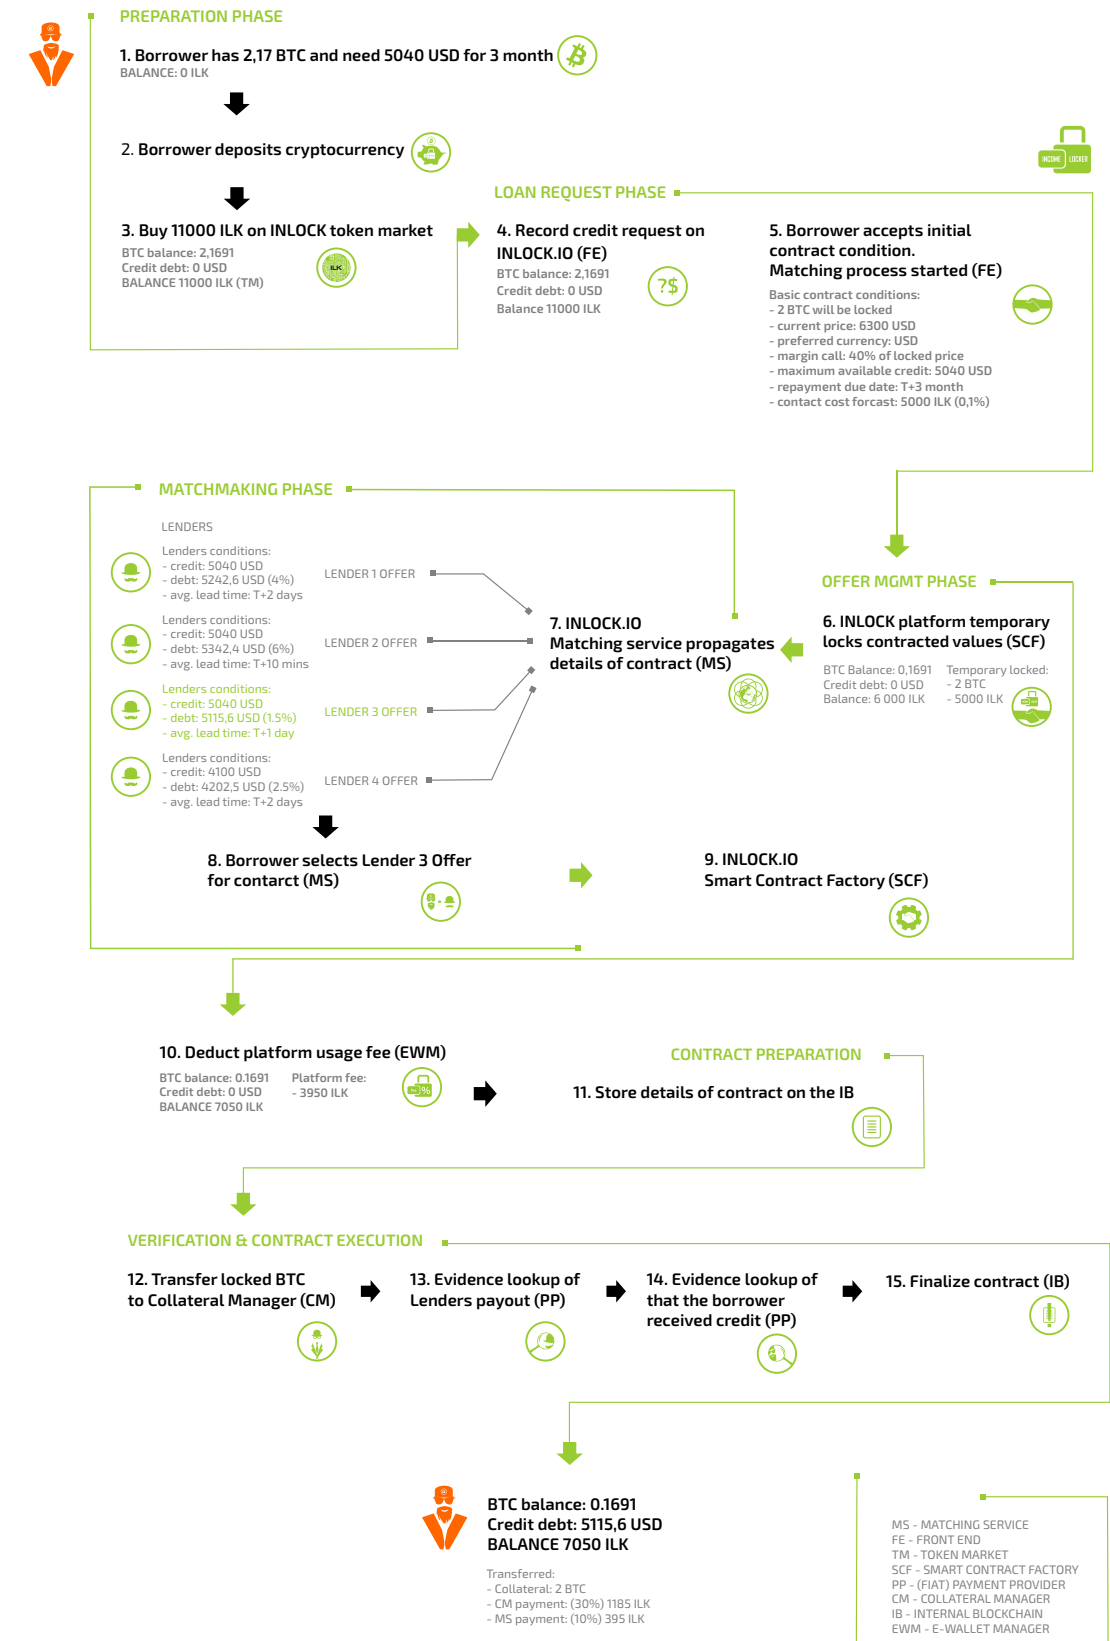 PREPARATION PHASE
1. Borrower has 2,17 BTC and need 5040 USD for 3 month
BALANCE: 0 ILK
2. Borrower deposits cryptocurrency
3. Buy 11000 ILK on INLOCK token market
BTC balance: 2,1691
Credit debt: 0 USD
BALANCE 11000 ILK (TM)
ILK
INCOME LOCKER
LOAN REQUEST PHASE
4. Record credit request on
INLOCK.IO (FE)
BTC balance: 2,1691
Credit debt: 0 USD
Balance 11000 ILK
?$
5. Borrower accepts initial
contract condition.
Matching process started (FE)
Basic contract conditions:
- 2 BTC will be locked
- current price: 6300 USD
- preferred currency: USD
- margin call: 40% of locked price
- maximum available credit: 5040 USD
- repayment due date: T+3 month
- contact cost forcast: 5000 ILK (0,1%)
OFFER MGMT PHASE
6. INLOCK platform temporary
locks contracted values (SCF)
BTC Balance: 0,1691
Credit debt: 0 USD
Balance: 6 000 ILK
Temporary locked:
- 2 BTC
- 5000 ILK
7. INLOCK.IO
Matching service propagates
details of contract (MS)
MATCHMAKING PHASE
LENDERS
Lenders conditions:
- credit: 5040 USD
- debt: 5242,6 USD (4%)
- avg. lead time: T+2 days
LENDER 1 OFFER
Lenders conditions:
- credit: 5040 USD
- debt: 5342,4 USD (6%)
- avg. lead time: T+10 mins
LENDER 2 OFFER
Lenders conditions:
- credit: 5040 USD
- debt: 5115,6 USD (1.5%)
- avg. lead time: T+1 day
LENDER 3 OFFER
Lenders conditions:
- credit: 4100 USD
- debt: 4202,5 USD (2.5%)
- avg. lead time: T+2 days
LENDER 4 OFFER
8. Borrower selects Lender 3 Offer
for contarct (MS)
9. INLOCK.IO
Smart Contract Factory (SCF)
10. Deduct platform usage fee (EWM)
BTC balance: 0.1691
Credit debt: 0 USD
BALANCE 7050 ILK
Platform fee:
- 3950 ILK
%
CONTRACT PREPARATION
11. Store details of contract on the IB
VERIFICATION & CONTRACT EXECUTION
12. Transfer locked BTC
to Collateral Manager (CM)
13. Evidence lookup of
Lenders payout (PP)
14. Evidence lookup of
that the borrower
received credit (PP)
15. Finalize contract (IB)
BTC balance: 0.1691
Credit debt: 5115,6 USD
BALANCE 7050 ILK
Transferred:
- Collateral: 2 BTC
- CM payment: (30%) 1185 ILK
- MS payment: (10%) 395 ILK
MS - MATCHING SERVICE
FE - FRONT END
TM - TOKEN MARKET
SCF - SMART CONTRACT FACTORY
PP - (FIAT) PAYMENT PROVIDER
CM - COLLATERAL MANAGER
IB - INTERNAL BLOCKCHAIN
EWM - E-WALLET MANAGER